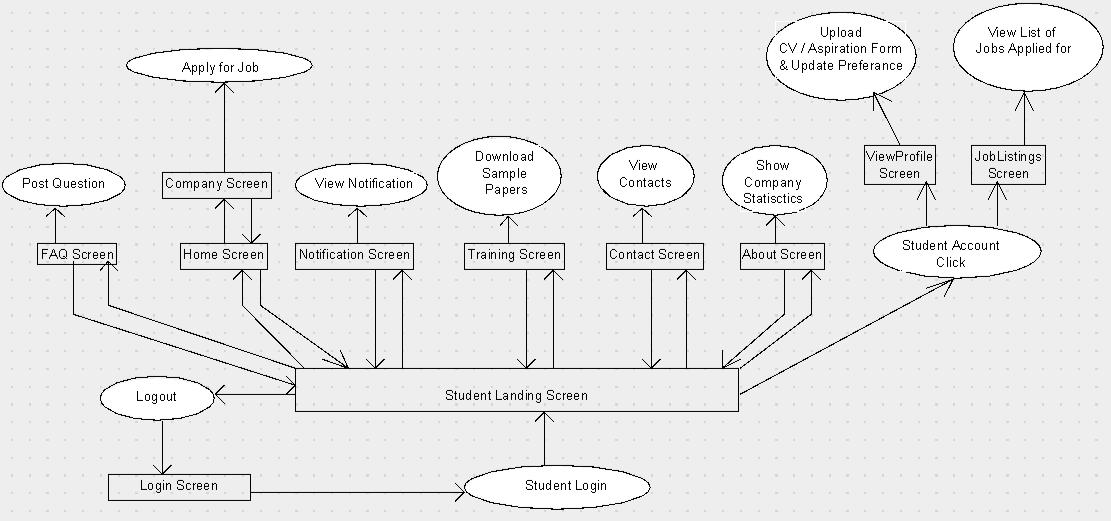 Upload
CV / Aspiration Form
& Update Preferance
View List of
Jobs Applied for
Apply for Job
Download
Sample
Papers
View
Contacts
Show
Company
Statisctics
ViewProfile
Screen
JobListings
Screen
Post Question
Company Screen
View Notification
FAQ Screen
Home Screen
Notification Screen
Training Screen
Contact Screen
About Screen
Student Account
Click
Logout
Student Landing Screen
Login Screen
Student Login